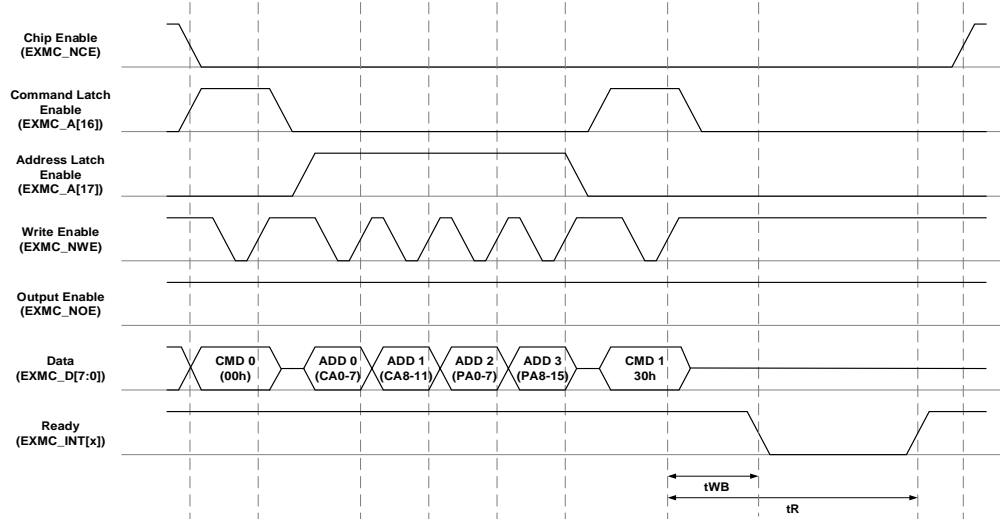 Chip Enable
(EXMC_NCE)
Command Latch
Enable
(EXMC_A[16])
Address Latch
Enable
(EXMC_A[17])
Write Enable
(EXMC_NWE)
Output Enable
(EXMC_NOE)
Data
(EXMC_D[7:0])
CMD 0
(00h)
ADD 0
(CA0-7)
ADD 1
(CA8-11)
ADD 2
(PA0-7)
ADD 3
(PA8-15)
CMD 1
30h
Ready
(EXMC_INT[x])
tWB
tR